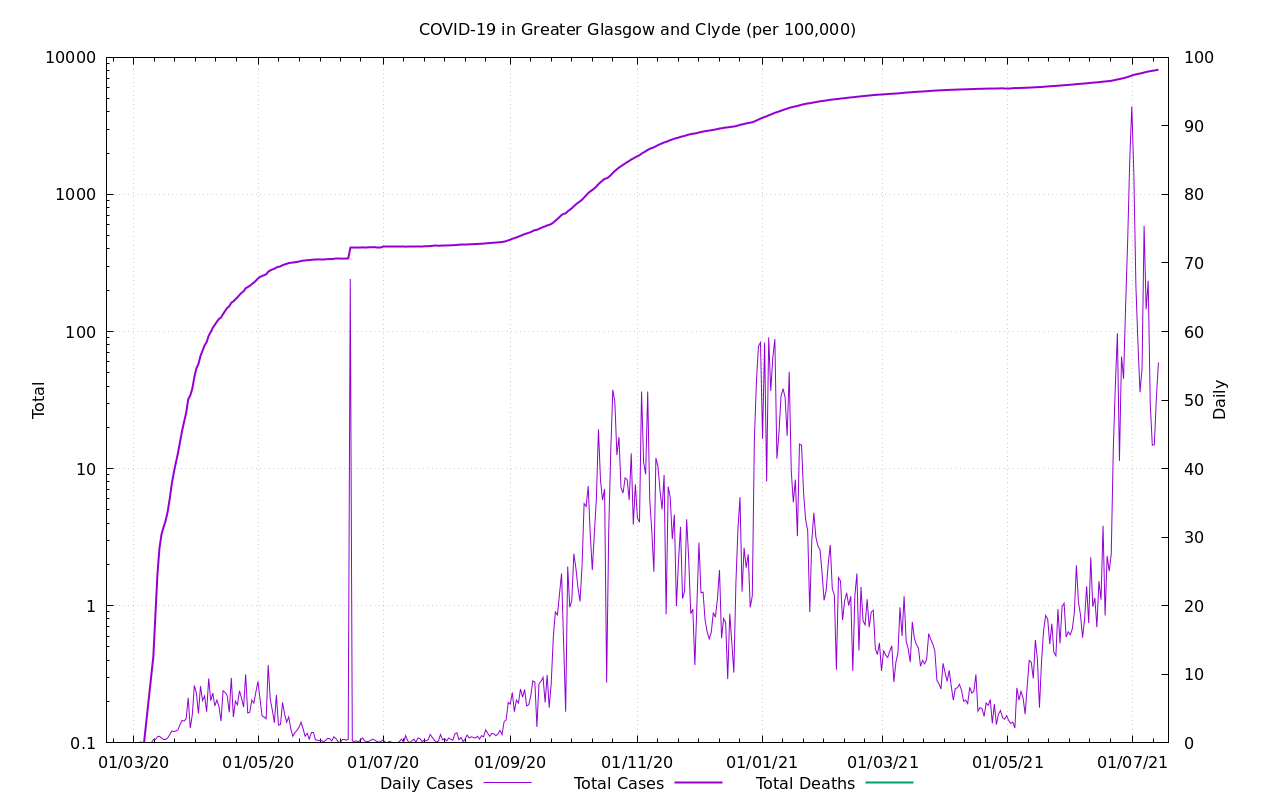 COVID-19 in Greater Glasgow and Clyde (per 100,000)
10000 100
90
1000 80
70
100 60
Total Daily
50
10 40
30
1 20
10
0.1 0
01/03/20 01/05/20 01/07/20 01/09/20 01/11/20 01/01/21 01/03/21 01/05/21 01/07/21
Daily Cases Total Cases Total Deaths